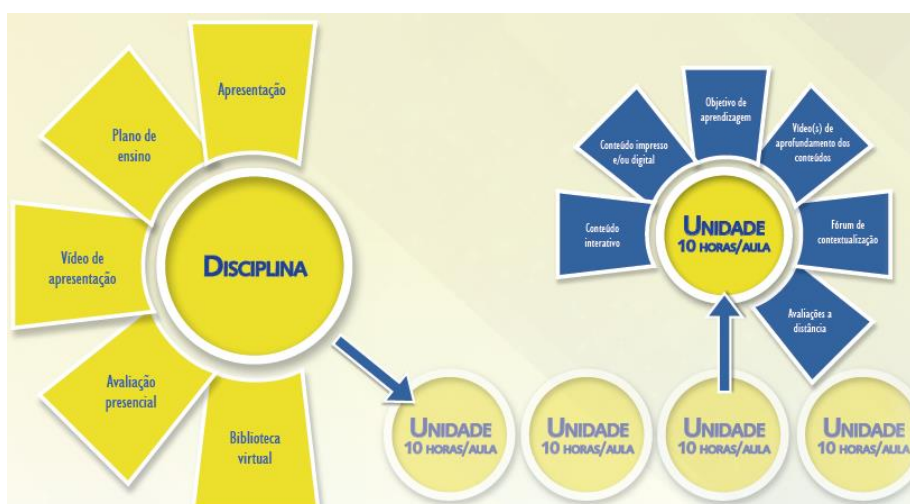 Apresentação
Plano de
ensino
Vídeo de
apresentação
Avaliação
presencial
Biblioteca
virtual
DISCIPLINA
Objetivo de
aprendizagem
Conteúdo impresso
e/ou digital
Vídeo(s) de
aprofundamento dos
conteúdos
Conteúdo
interativo
UNIDADE
10 HORAS/AULA
Fórum de
contextualização
Avaliações a
distância
UNIDADE
10 HORAS/AULA
UNIDADE
10 HORAS/AULA
UNIDADE
10 HORAS/AULA
UNIDADE
10 HORAS/AULA